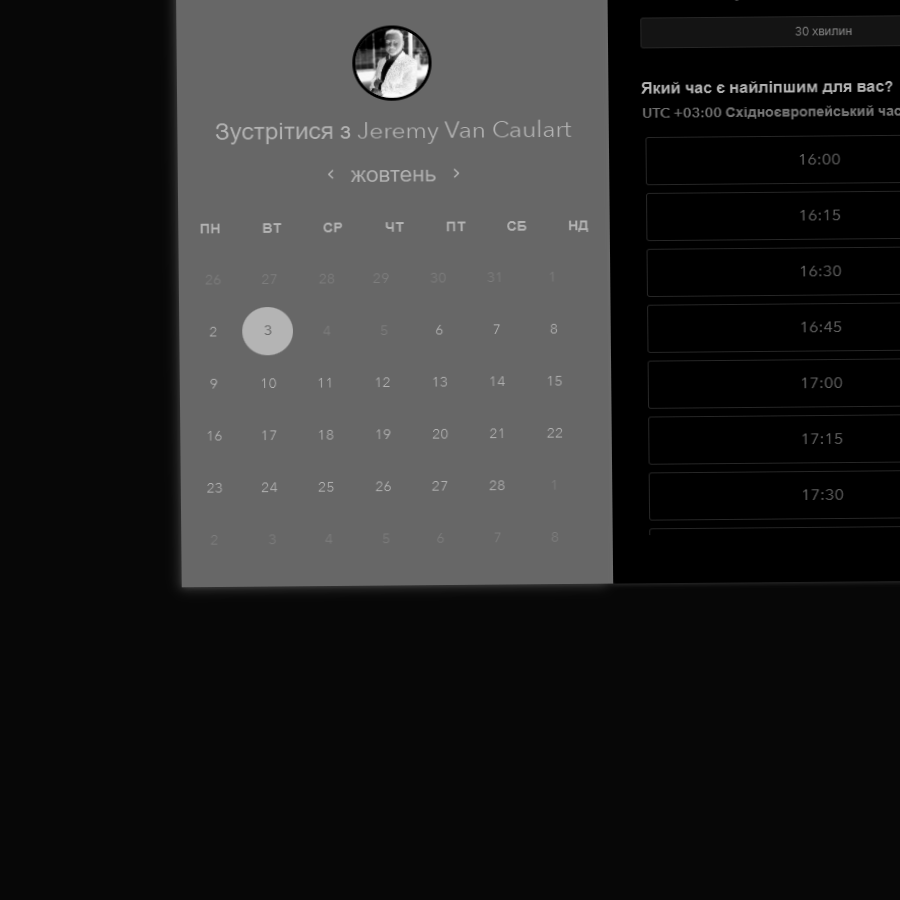 Зустрітися з Jeremy Van Caulart
‹ жовтень ›
ПН ВТ СР ЧТ ПТ СБ НД
26 27 28 29 30 31 1
2 3 4 5 6 7 8
9 10 11 12 13 14 15
16 17 18 19 20 21 22
23 24 25 26 27 28 1
2 3 4 5 6 7 8
30 хвилин
Який час є найліпшим для вас?
UTC +03:00 Східноєвропейський час
16:00
16:15
16:30
16:45
17:00
17:15
17:30